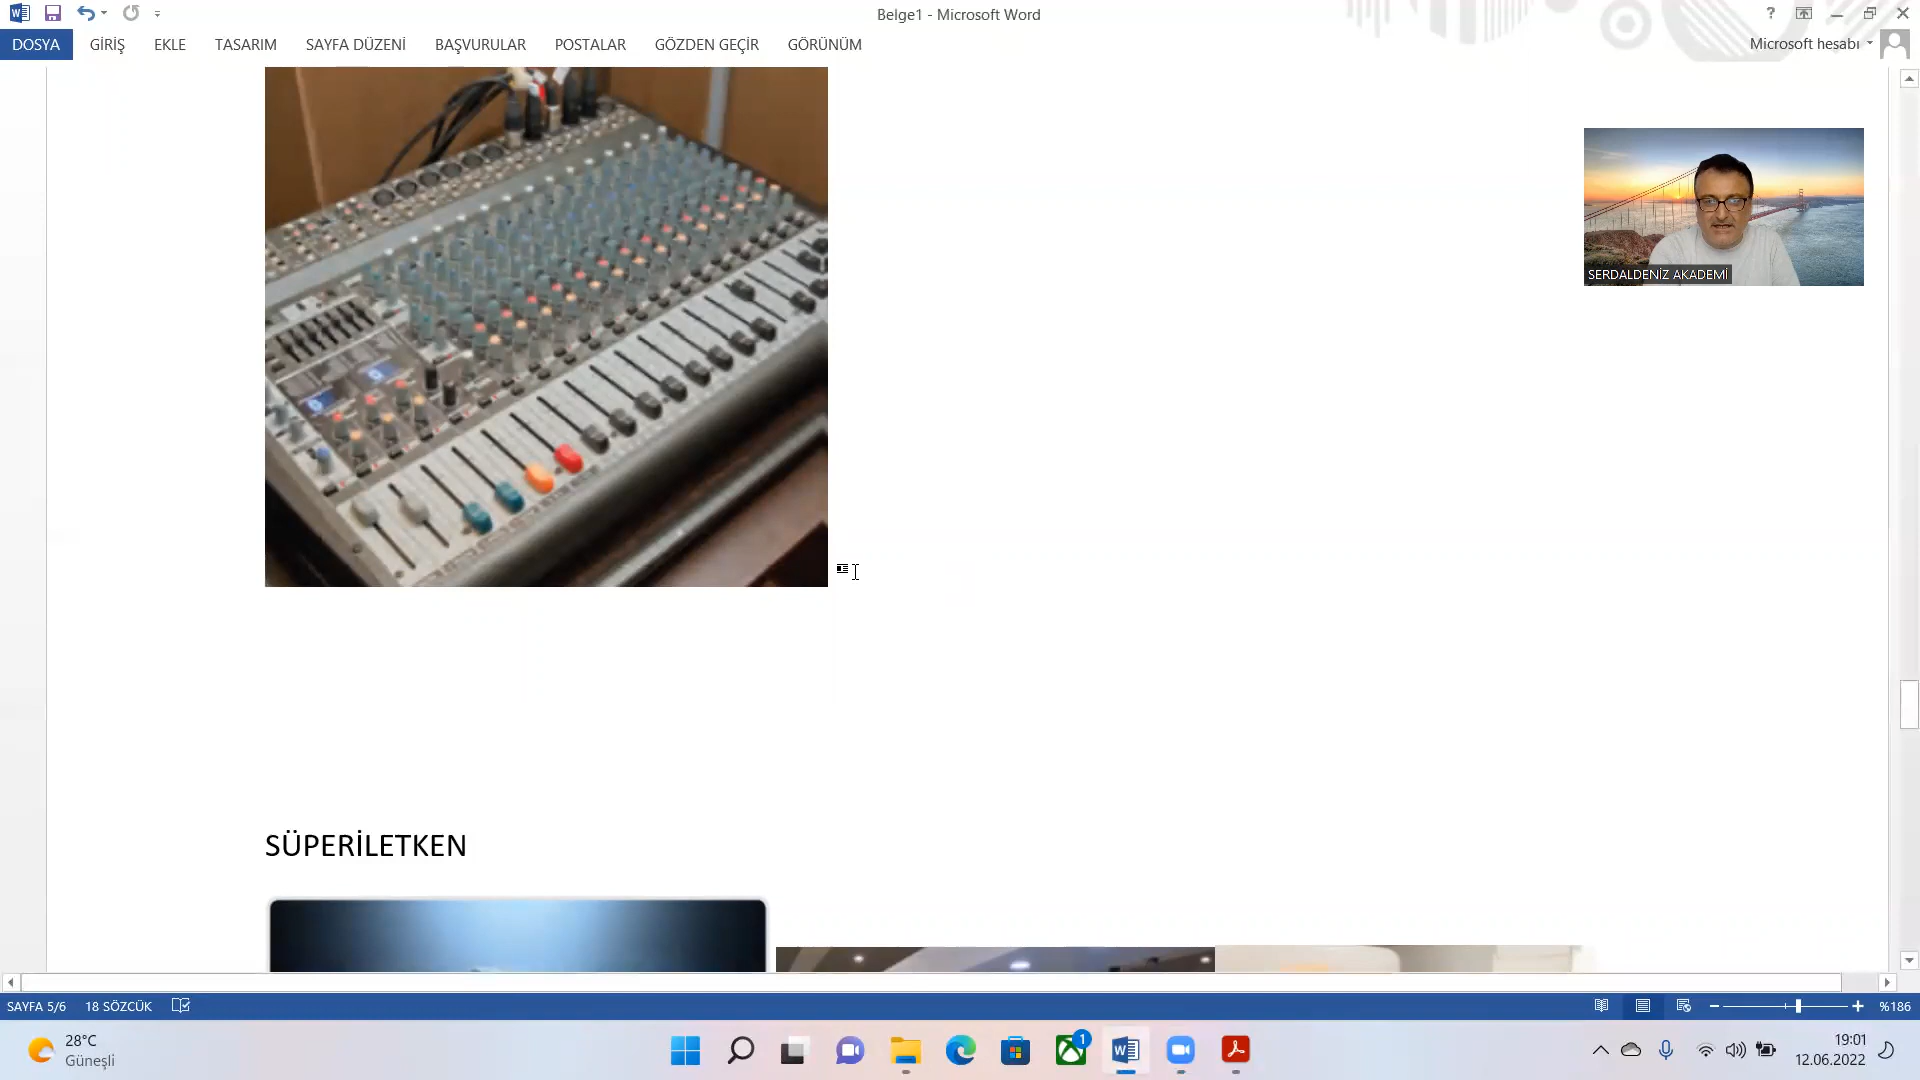 Belge1 - Microsoft Word
?
DOSYA GİRİŞ EKLE TASARIM SAYFA DÜZENİ BAŞVURULAR POSTALAR GÖZDEN GEÇİR GÖRÜNÜM
Microsoft hesabı
SERDALDENİZ AKADEMİ
SÜPERİLETKEN
SAYFA 5/6 18 SÖZCÜK
%186
28°C
Güneşli
1
19:01
12.06.2022